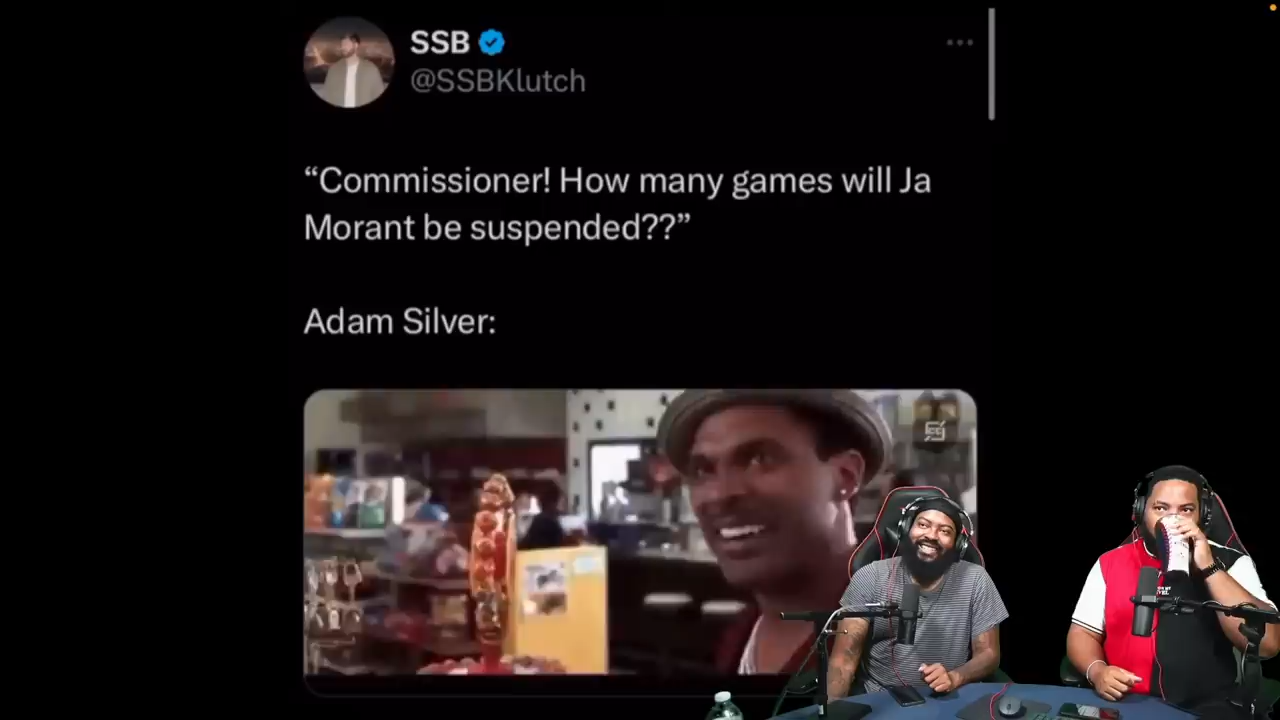 SSB
@SSBKlutch
“Commissioner! How many games will Ja
Morant be suspended??”
Adam Silver: